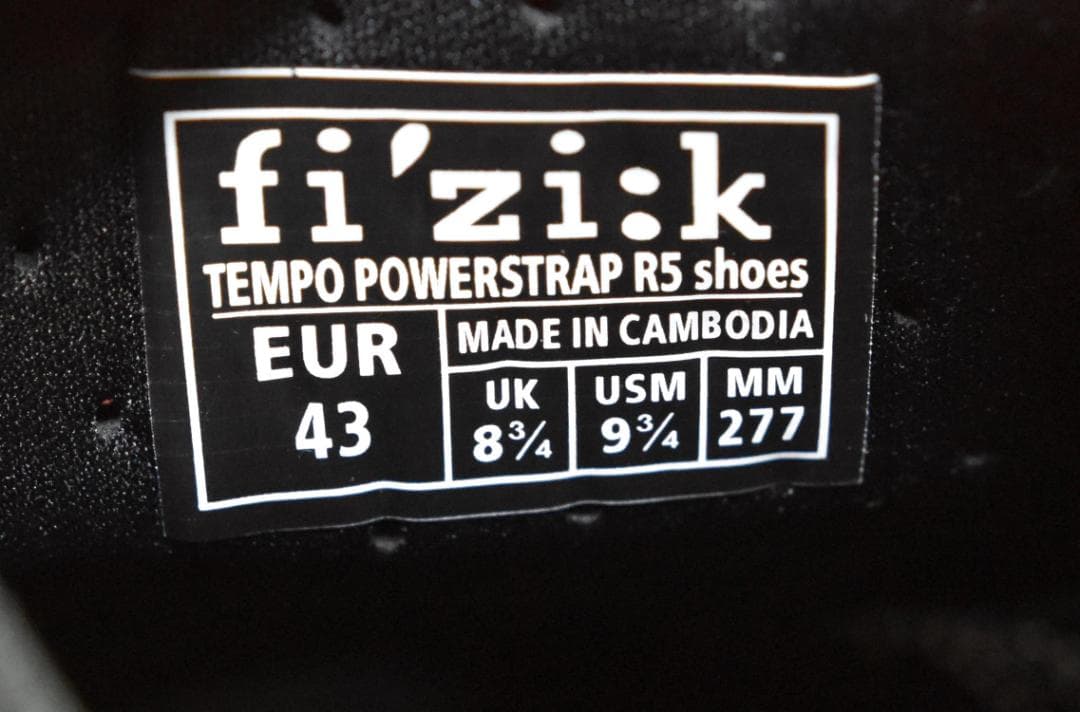 fi'zi:k
TEMPO POWERSTRAP R5 shoes
EUR
43
MADE IN CAMBODIA
UK
8¾
USM
9¾
MM
277